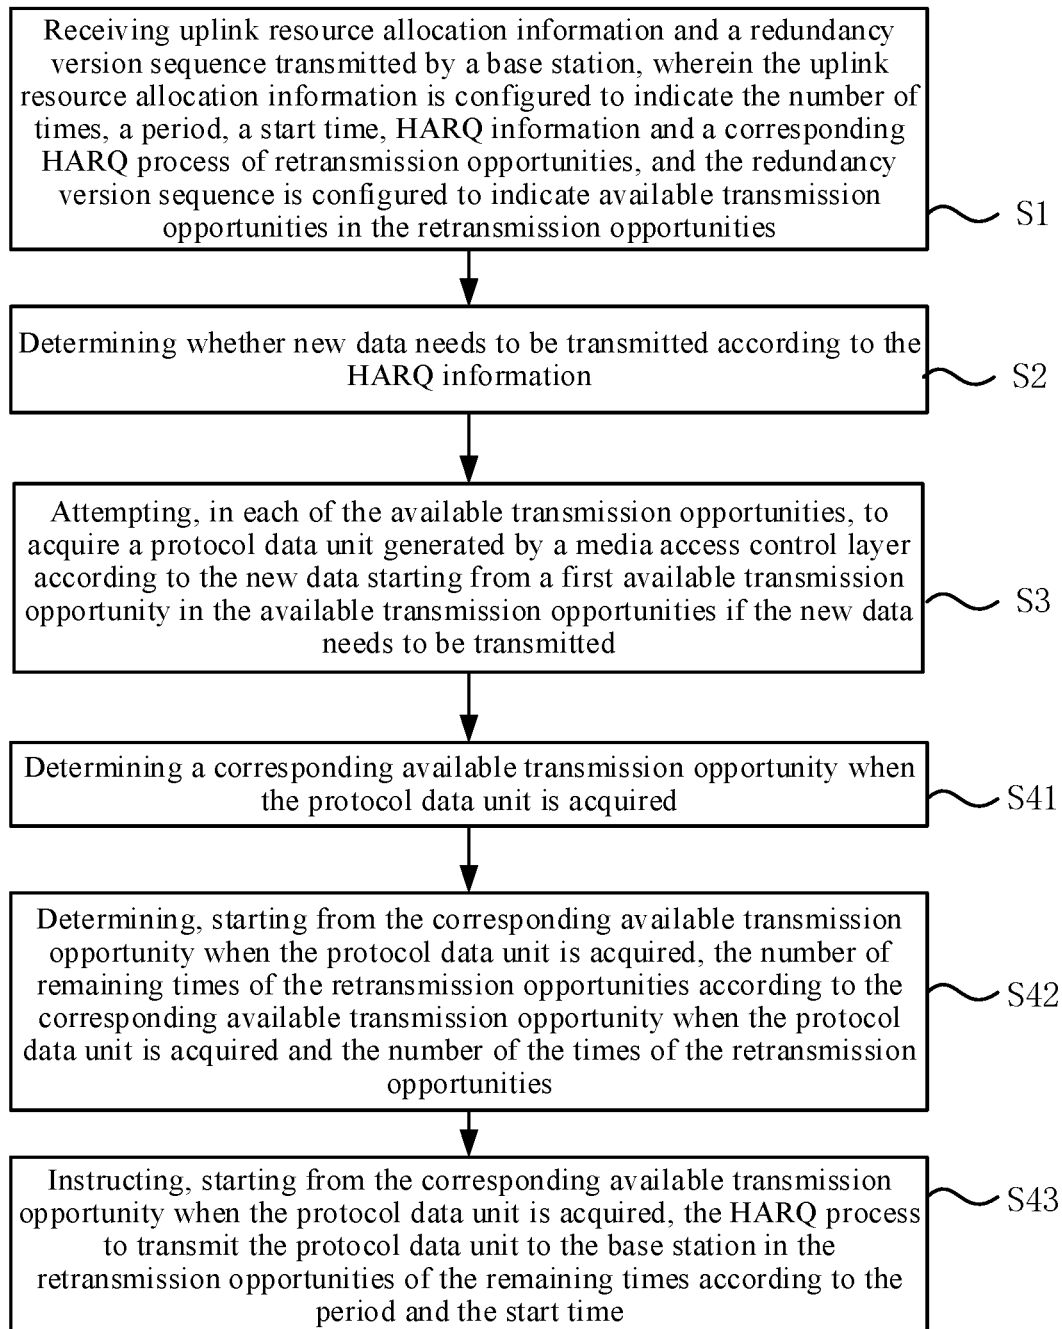 Receiving uplink resource allocation information and a redundancy
version sequence transmitted by a base station, wherein the uplink
resource allocation information is configured to indicate the number of
times, a period, a start time, HARQ information and a corresponding
HARQ process of retransmission opportunities, and the redundancy
version sequence is configured to indicate available transmission
opportunities in the retransmission opportunities
S1
Determining whether new data needs to be transmitted according to the
HARQ information
S2
Attempting, in each of the available transmission opportunities, to
acquire a protocol data unit generated by a media access control layer
according to the new data starting from a first available transmission
opportunity in the available transmission opportunities if the new data
needs to be transmitted
S3
Determining a corresponding available transmission opportunity when
the protocol data unit is acquired
S41
Determining, starting from the corresponding available transmission
opportunity when the protocol data unit is acquired, the number of
remaining times of the retransmission opportunities according to the
corresponding available transmission opportunity when the protocol
data unit is acquired and the number of the times of the retransmission
opportunities
S42
Instructing, starting from the corresponding available transmission
opportunity when the protocol data unit is acquired, the HARQ process
to transmit the protocol data unit to the base station in the
retransmission opportunities of the remaining times according to the
period and the start time
S43